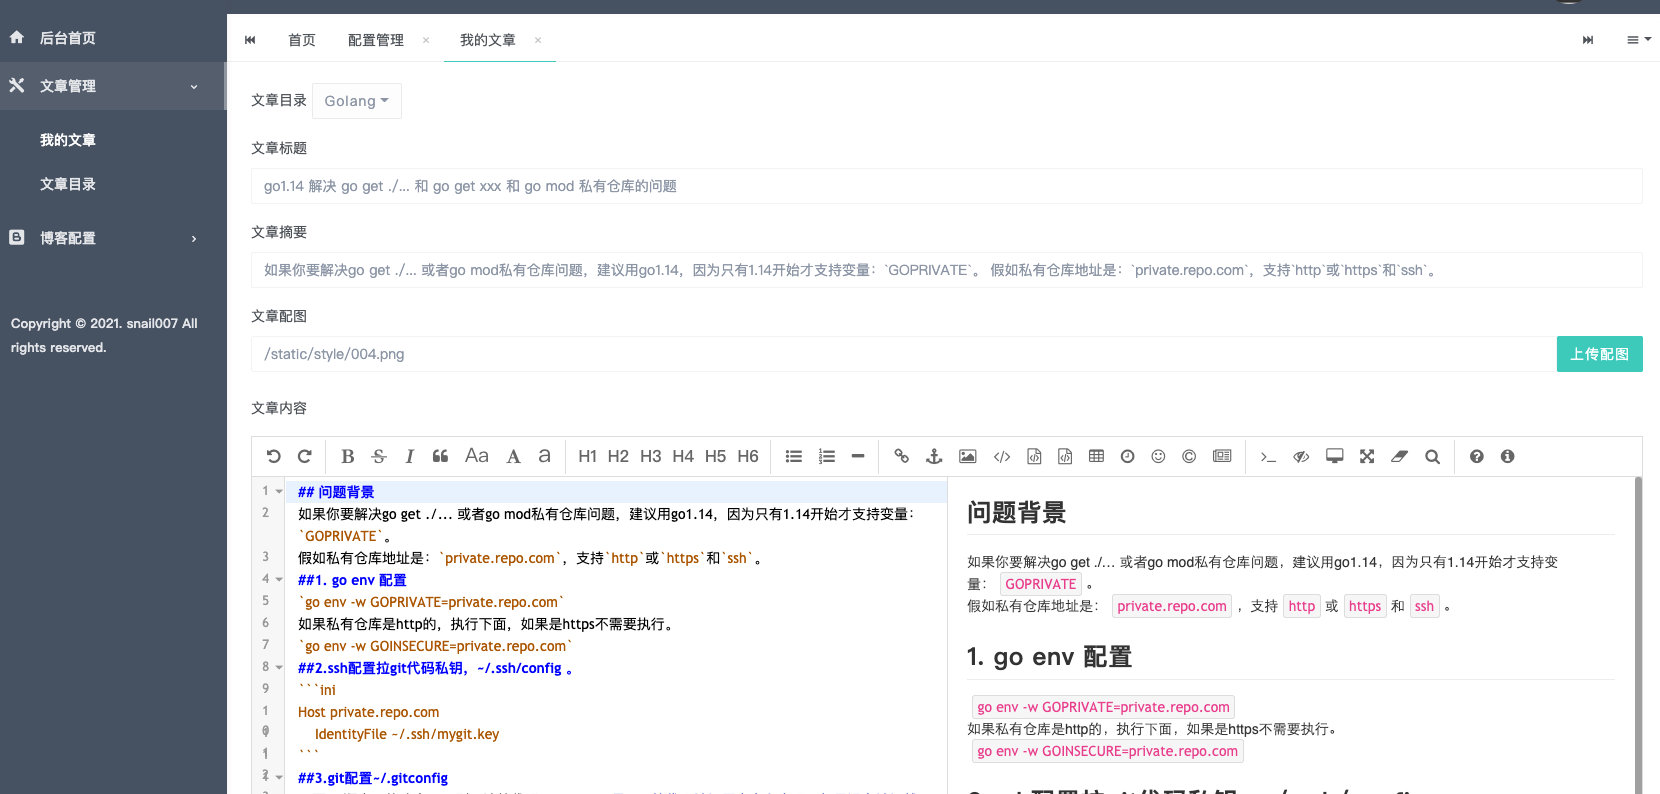 后台首页
文章管理
我的文章
文章目录
博客配置
Copyright © 2021. snail007 All
rights reserved.
首页 配置管理 × 我的文章 ×
文章目录 Golang
文章标题
go1.14 解决 go get ./... 和 go get xxx 和 go mod 私有仓库的问题
文章摘要
如果你要解决go get ./... 或者go mod私有仓库问题，建议用go1.14，因为只有1.14开始才支持变量：`GOPRIVATE`。 假如私有仓库地址是：`private.repo.com`，支持`http`或`https`和`ssh`。
文章配图
/static/style/004.png 上传配图
文章内容
B S I Aa A a H1 H2 H3 H4 H5 H6
1 ## 问题背景
2 如果你要解决go get ./... 或者go mod私有仓库问题，建议用go1.14，因为只有1.14开始才支持变量：
`GOPRIVATE`。
3 假如私有仓库地址是：`private.repo.com`，支持`http`或`https`和`ssh`。
4 ##1. go env 配置
5 `go env -w GOPRIVATE=private.repo.com`
6 如果私有仓库是http的，执行下面，如果是https不需要执行。
7 `go env -w GOINSECURE=private.repo.com`
8 ##2.ssh配置拉git代码私钥，~/.ssh/config 。
9 ```ini
Host private.repo.com
IdentityFile ~/.ssh/mygit.key
```
##3.git配置~/.gitconfig
问题背景
如果你要解决go get ./... 或者go mod私有仓库问题，建议用go1.14，因为只有1.14开始才支持变
量： GOPRIVATE 。
假如私有仓库地址是： private.repo.com ，支持 http 或 https 和 ssh 。
1. go env 配置
go env -w GOPRIVATE=private.repo.com
如果私有仓库是http的，执行下面，如果是https不需要执行。
go env -w GOINSECURE=private.repo.com